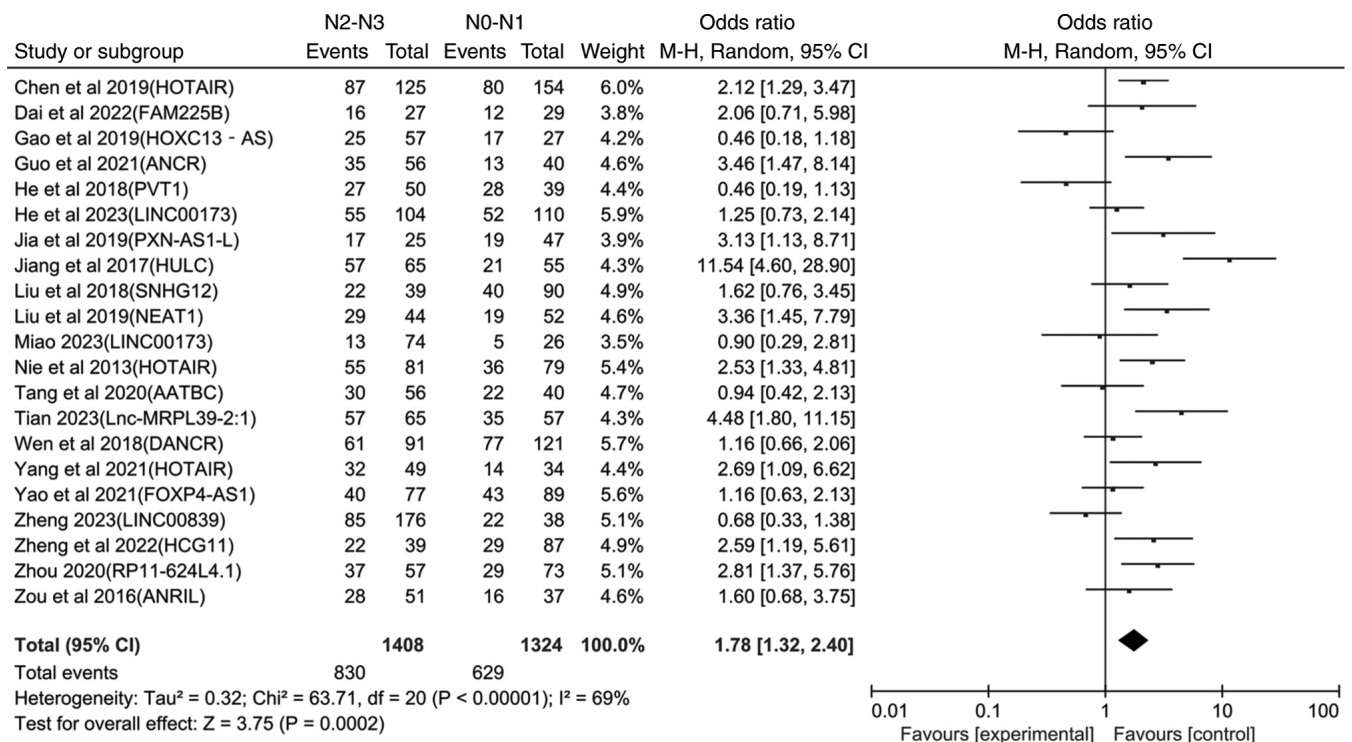 N2-N3 N0-N1 Odds ratio Odds ratio
Study or subgroup Events Total Events Total Weight M-H, Random, 95% CI M-H, Random, 95% CI
Chen et al 2019(HOTAIR) 87 125 80 154 6.0% 2.12 [1.29, 3.47]
Dai et al 2022(FAM225B) 16 27 12 29 3.8% 2.06 [0.71, 5.98]
Gao et al 2019(HOXC13 - AS) 25 57 17 27 4.2% 0.46 [0.18, 1.18]
Guo et al 2021(ANCR) 35 56 13 40 4.6% 3.46 [1.47, 8.14]
He et al 2018(PVT1) 27 50 28 39 4.4% 0.46 [0.19, 1.13]
He et al 2023(LINC00173) 55 104 52 110 5.9% 1.25 [0.73, 2.14]
Jia et al 2019(PXN-AS1-L) 17 25 19 47 3.9% 3.13 [1.13, 8.71]
Jiang et al 2017(HULC) 57 65 21 55 4.3% 11.54 [4.60, 28.90]
Liu et al 2018(SNHG12) 22 39 40 90 4.9% 1.62 [0.76, 3.45]
Liu et al 2019(NEAT1) 29 44 19 52 4.6% 3.36 [1.45, 7.79]
Miao 2023(LINC00173) 13 74 5 26 3.5% 0.90 [0.29, 2.81]
Nie et al 2013(HOTAIR) 55 81 36 79 5.4% 2.53 [1.33, 4.81]
Tang et al 2020(AATBC) 30 56 22 40 4.7% 0.94 [0.42, 2.13]
Tian 2023(Lnc-MRPL39-2:1) 57 65 35 57 4.3% 4.48 [1.80, 11.15]
Wen et al 2018(DANCR) 61 91 77 121 5.7% 1.16 [0.66, 2.06]
Yang et al 2021(HOTAIR) 32 49 14 34 4.4% 2.69 [1.09, 6.62]
Yao et al 2021(FOXP4-AS1) 40 77 43 89 5.6% 1.16 [0.63, 2.13]
Zheng 2023(LINC00839) 85 176 22 38 5.1% 0.68 [0.33, 1.38]
Zheng et al 2022(HCG11) 22 39 29 87 4.9% 2.59 [1.19, 5.61]
Zhou 2020(RP11-624L4.1) 37 57 29 73 5.1% 2.81 [1.37, 5.76]
Zou et al 2016(ANRIL) 28 51 16 37 4.6% 1.60 [0.68, 3.75]
Total (95% CI) 1408 1324 100.0% 1.78 [1.32, 2.40]
Total events 830 629
Heterogeneity: Tau² = 0.32; Chi² = 63.71, df = 20 (P < 0.00001); I² = 69%
Test for overall effect: Z = 3.75 (P = 0.0002)
0.01 0.1 1 10 100
Favours [experimental] Favours [control]